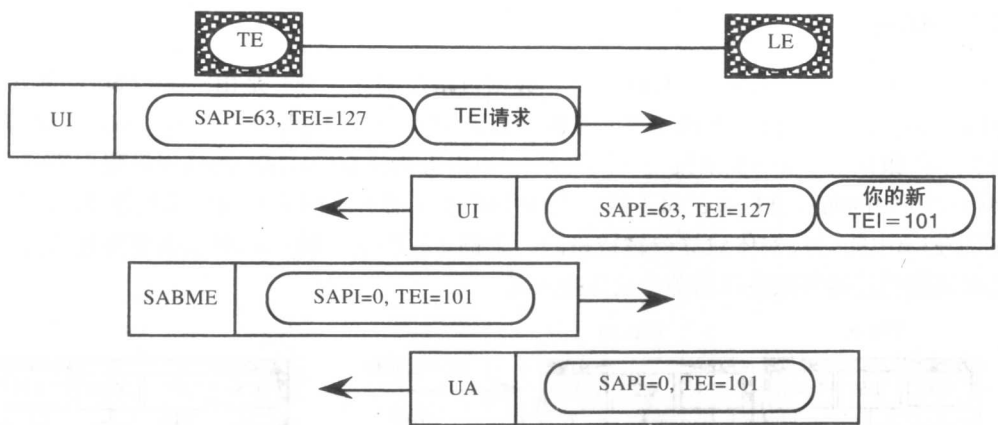 TE
LE
UI
SAPI=63, TEI=127
TEI请求
UI
SAPI=63, TEI=127
你的新
TEI=101
SABME
SAPI=0, TEI=101
UA
SAPI=0, TEI=101